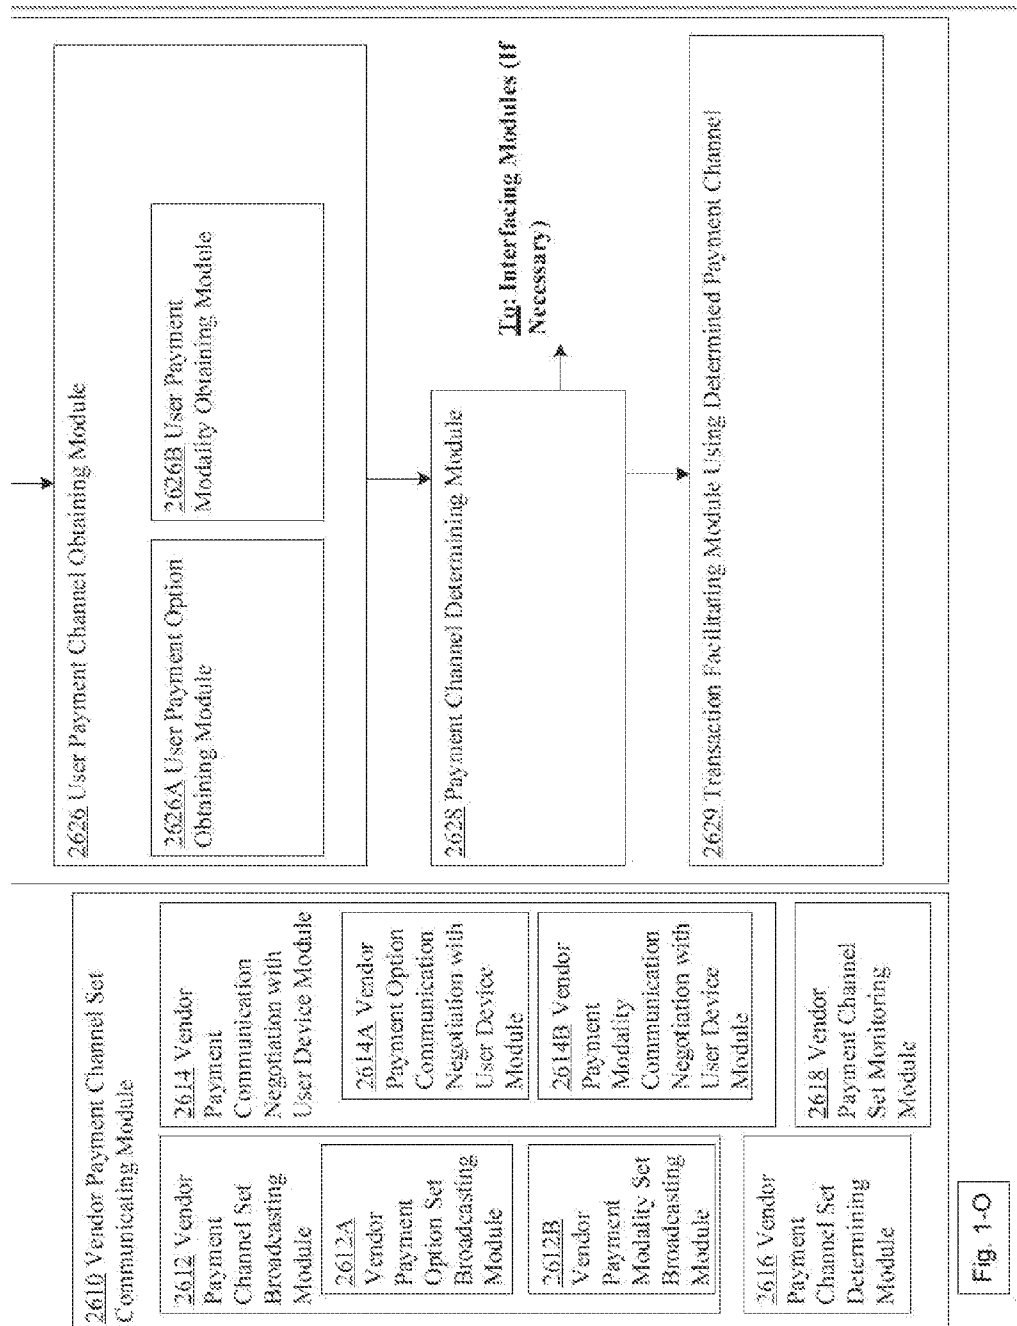 2610 Vendor Payment Channel Set
Communicating Module
2612 Vendor
Payment
Channel Set
Broadcasting
Module
2612A
Vendor
Payment
Option Set
Broadcasting
Module
2612B
Vendor
Payment
Modality Set
Broadcasting
Module
2616 Vendor
Payment
Channel Set
Determining
Module
2614 Vendor
Payment
Communication
Negotiation with
User Device Module
2614A Vendor
Payment Option
Communication
Negotiation with
User Device
Module
2614B Vendor
Payment
Modality
Communication
Negotiation with
User Device
Module
2618 Vendor
Payment Channel
Set Monitoring
Module
2626 User Payment Channel Obtaining Module
2626A User Payment Option
Obtaining Module
2626B User Payment
Modality Obtaining Module
2628 Payment Channel Determining Module
To: Interfacing Modules (If
Necessary)
2629 Transaction Facilitating Module Using Determined Payment Channel
Fig. 1-O